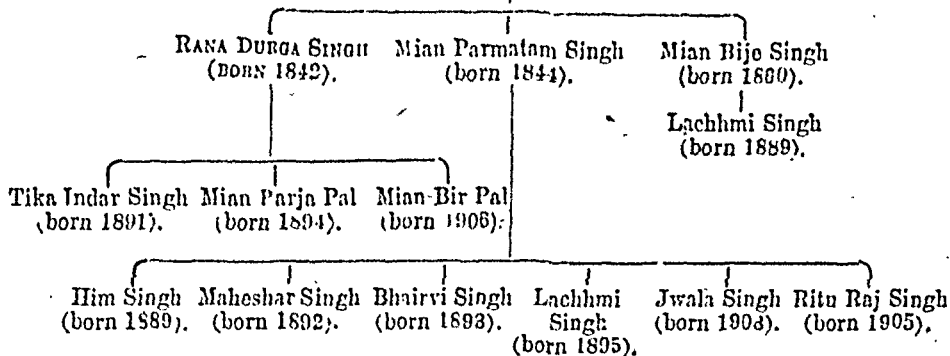 RANA DURGA SINGH Mian Parmatam Singh Mian Bije Singh
(BORN 1842). (born 1844). (born 1860).
Lachhmi Singh
(born 1889).
Tika Indar Singh Mian Parja Pal Mian Bir Pal
(born 1891). (born 1894). (born 1906).
Him Singh Maheshar Singh Bhairvi Singh Lachhmi Jwala Singh Ritu Raj Singh
(born 1889). (born 1892). (born 1893). Singh (born 1903). (born 1905).
(born 1895).